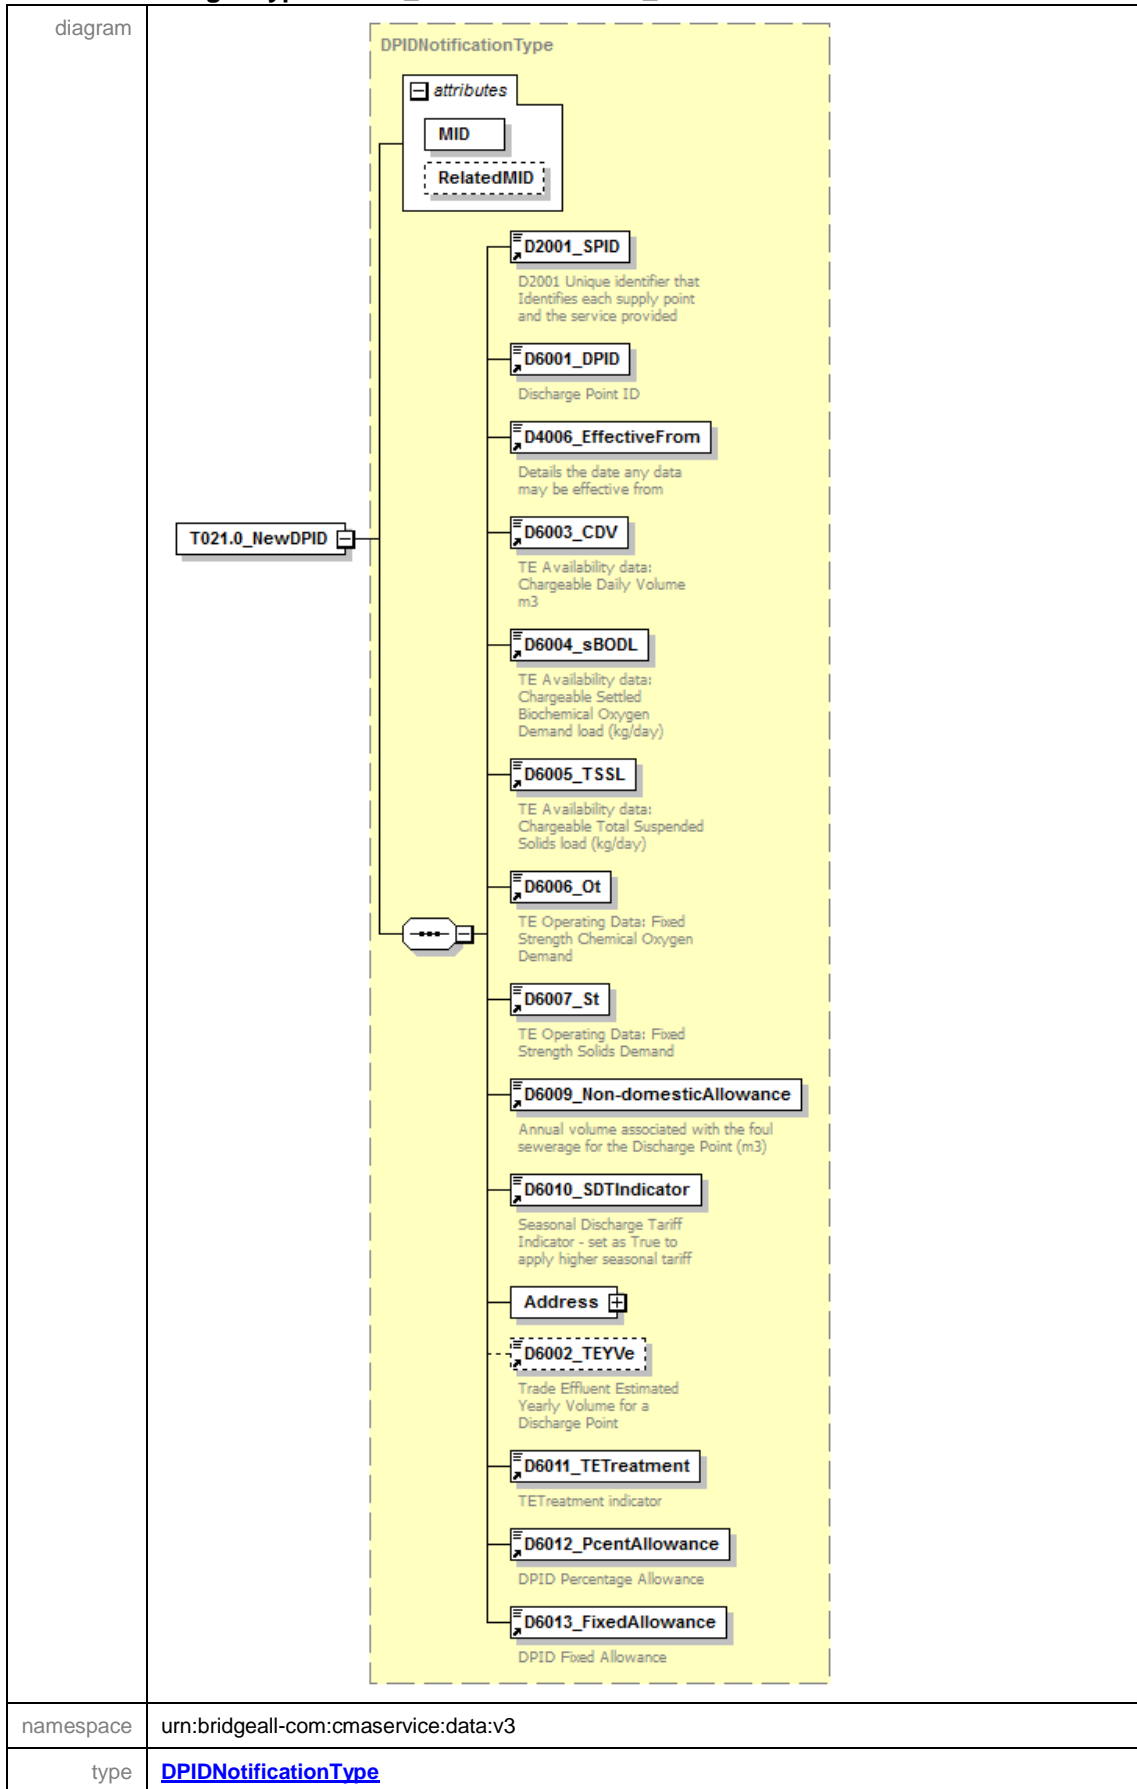 diagram
DPIDNotificationType
attributes
MID
RelatedMID
D2001_SPID
D2001 Unique identifier that
Identifies each supply point
and the service provided
D6001_DPID
Discharge Point ID
D4006_EffectiveFrom
Details the date any data
may be effective from
T021.0_NewDPID
D6003_CDV
TE Availability data:
Chargeable Daily Volume
m3
D6004_sBODL
TE Availability data:
Chargeable Settled
Biochemical Oxygen
Demand load (kg/day)
D6005_TSSL
TE Availability data:
Chargeable Total Suspended
Solids load (kg/day)
D6006_Ot
TE Operating Data: Fixed
Strength Chemical Oxygen
Demand
D6007_St
TE Operating Data: Fixed
Strength Solids Demand
D6009_Non-domesticAllowance
Annual volume associated with the foul
sewerage for the Discharge Point (m3)
D6010_SDTIndicator
Seasonal Discharge Tariff
Indicator - set as True to
apply higher seasonal tariff
Address
D6002_TEYVe
Trade Effluent Estimated
Yearly Volume for a
Discharge Point
D6011_TETreatment
TETreatment indicator
D6012_PcentAllowance
DPID Percentage Allowance
D6013_FixedAllowance
DPID Fixed Allowance
namespace
urn:bridgeall-com:cmaservice:data:v3
type
DPIDNotificationType